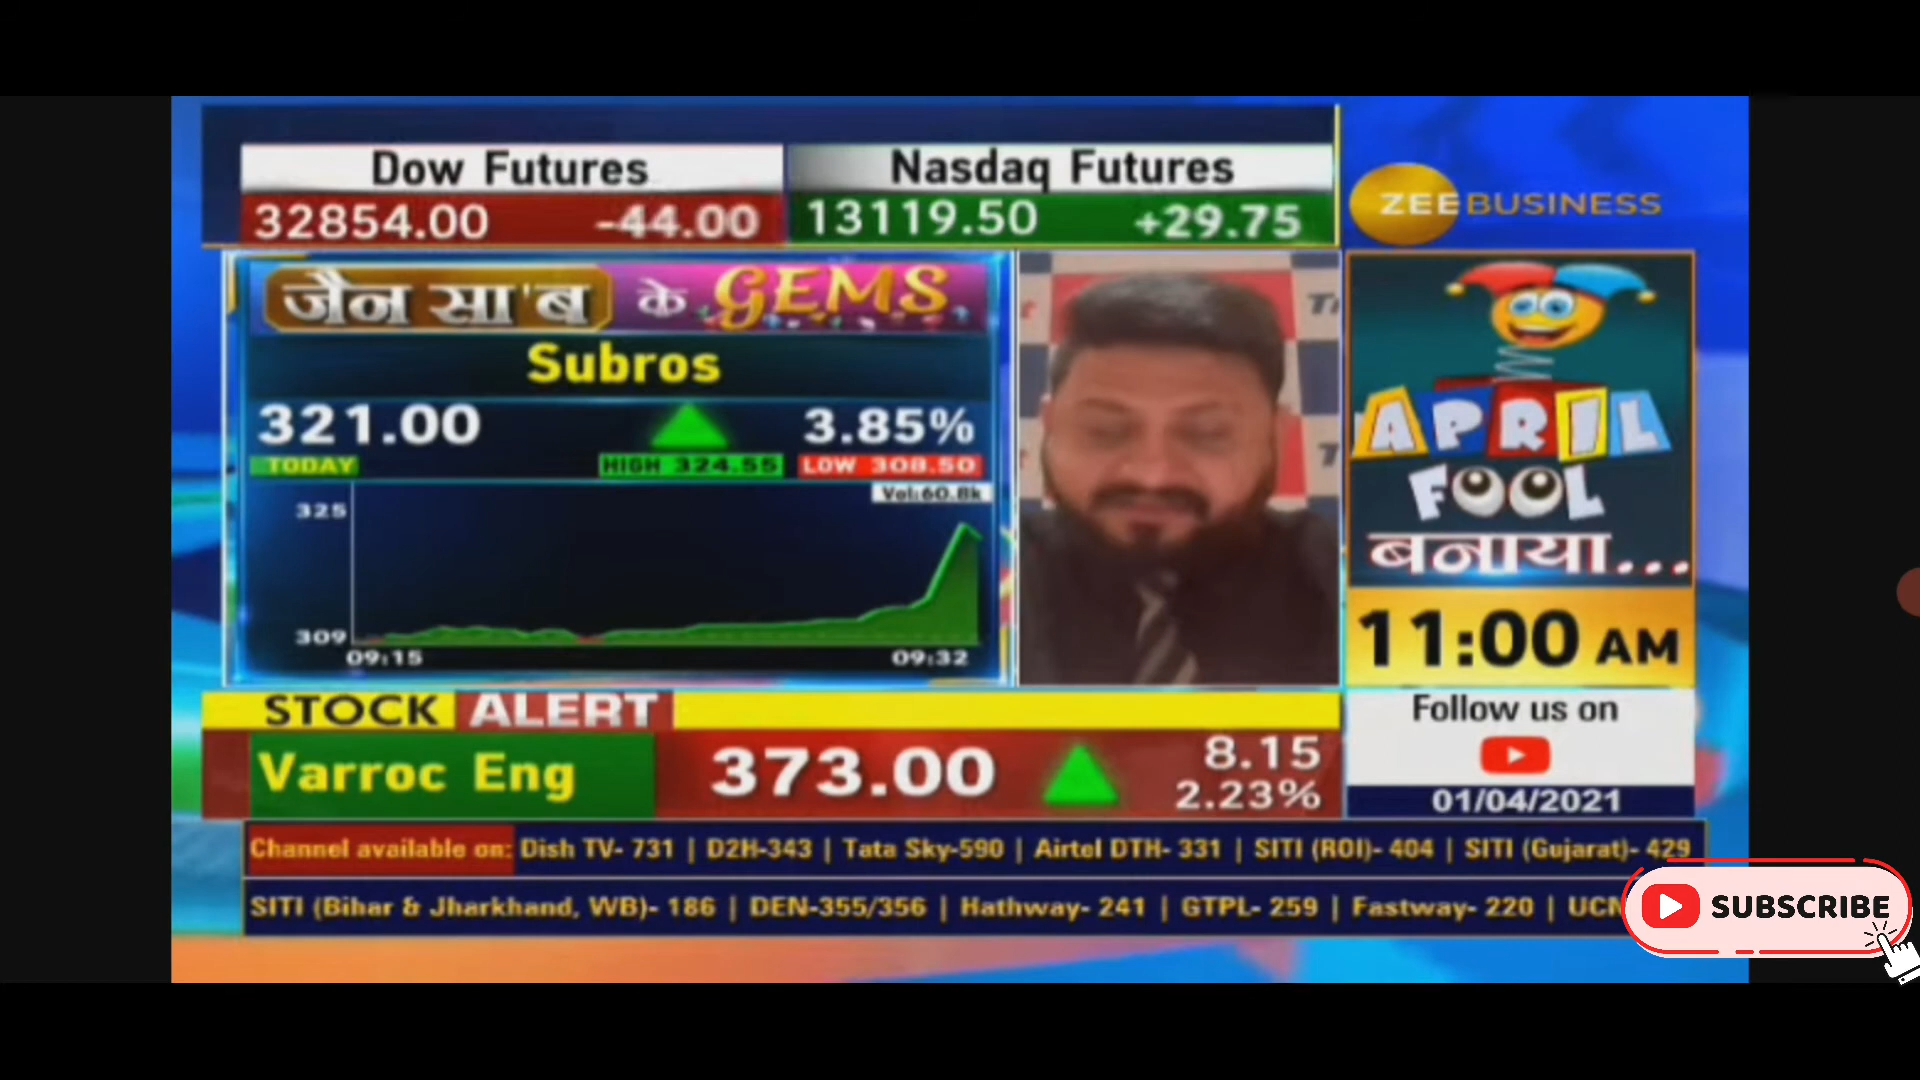 Dow Futures
32854.00 -44.00
Nasdaq Futures
13119.50 +29.75
ZEEBUSINESS
जैन सा'ब के GEMS
Subros
321.00 3.85%
TODAY HIGH 324.55 LOW 308.50
Vol:60.8k
325
309
09:15 09:32
APRIL
FOOL
बनाया...
11:00 AM
STOCK ALERT
Varroc Eng 373.00 8.15
2.23%
Follow us on
01/04/2021
Channel available on: Dish TV- 731 | D2H-343 | Tata Sky-590 | Airtel DTH- 331 | SITI (ROI)- 404 | SITI (Gujarat)- 429
SITI (Bihar & Jharkhand, WB)- 186 | DEN-355/356 | Hathway- 241 | GTPL- 259 | Fastway- 220 | UCN
SUBSCRIBE